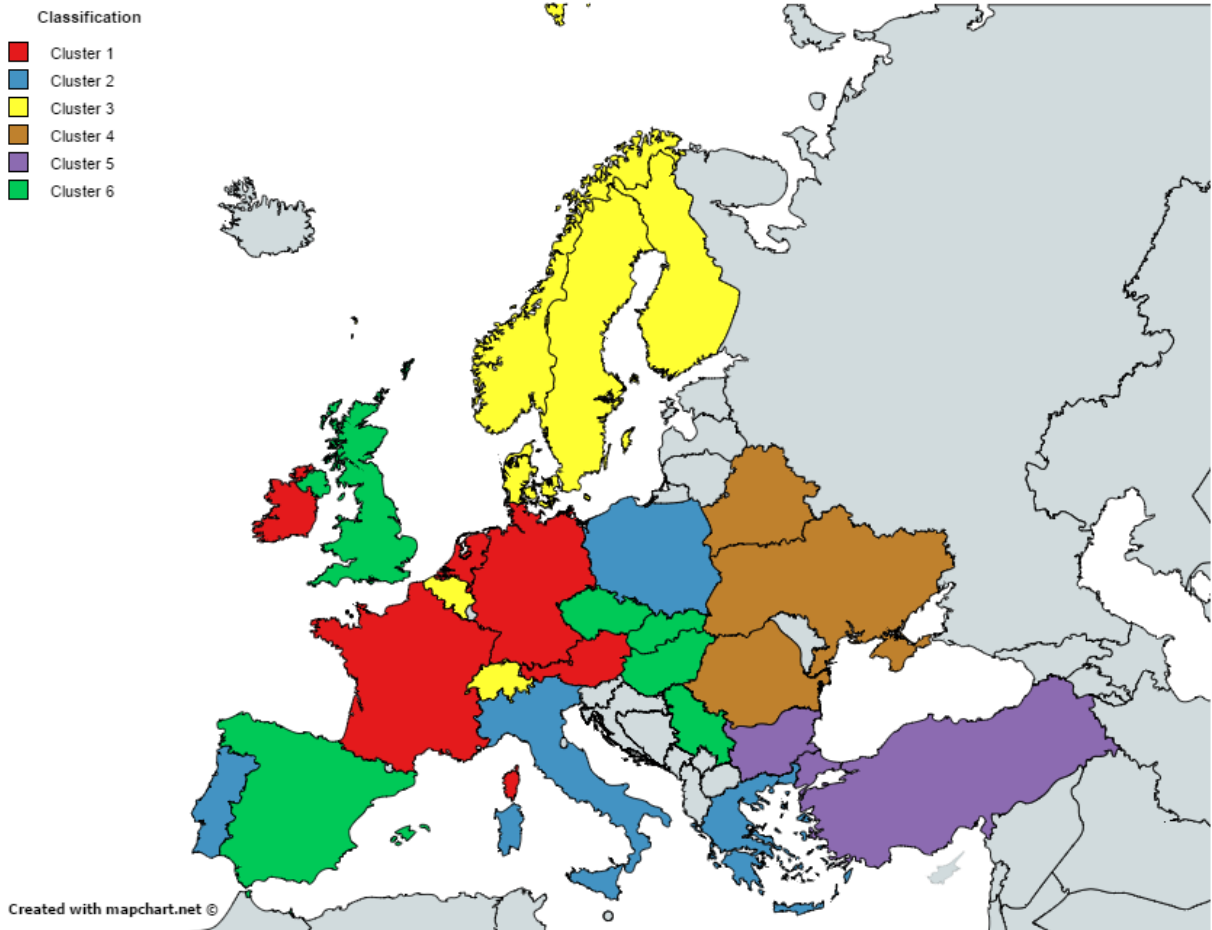 Classification
Cluster 1
Cluster 2
Cluster 3
Cluster 4
Cluster 5
Cluster 6
Created with mapchart.net ©